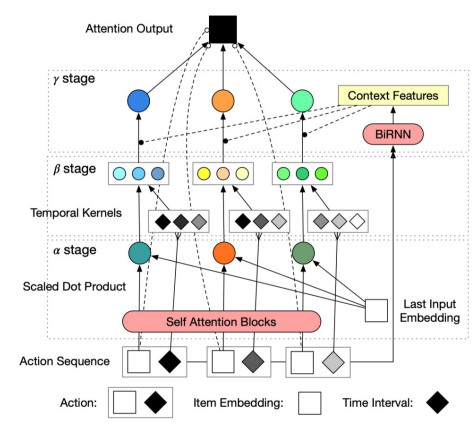 Attention Output
γ stage
Context Features
BiRNN
β stage
Temporal Kernels
α stage
Scaled Dot Product
Last Input
Embedding
Self Attention Blocks
Action Sequence
Action: Item Embedding: Time Interval: